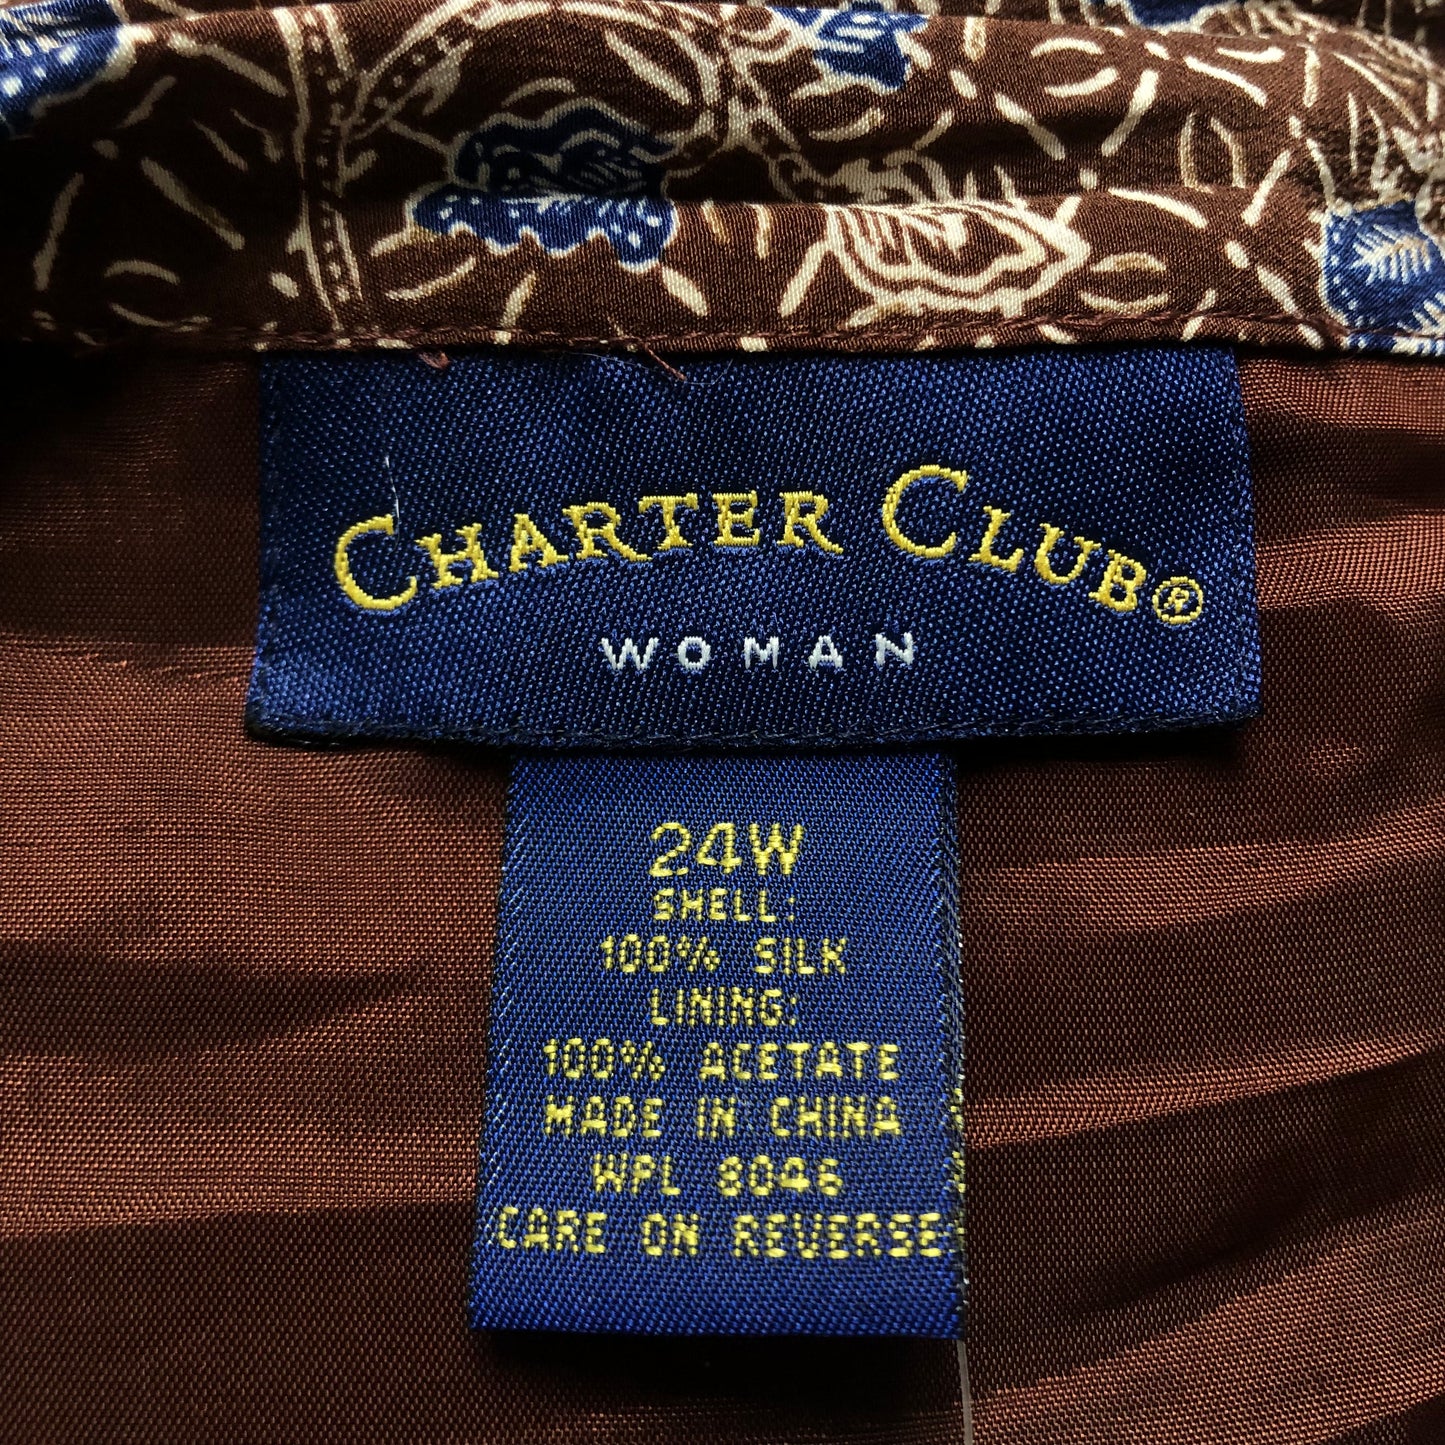 CHARTER CLUB®
WOMAN
24W
SHELL:
100% SILK
LINING:
100% ACETATE
MADE IN CHINA
WPL 8046
CARE ON REVERSE